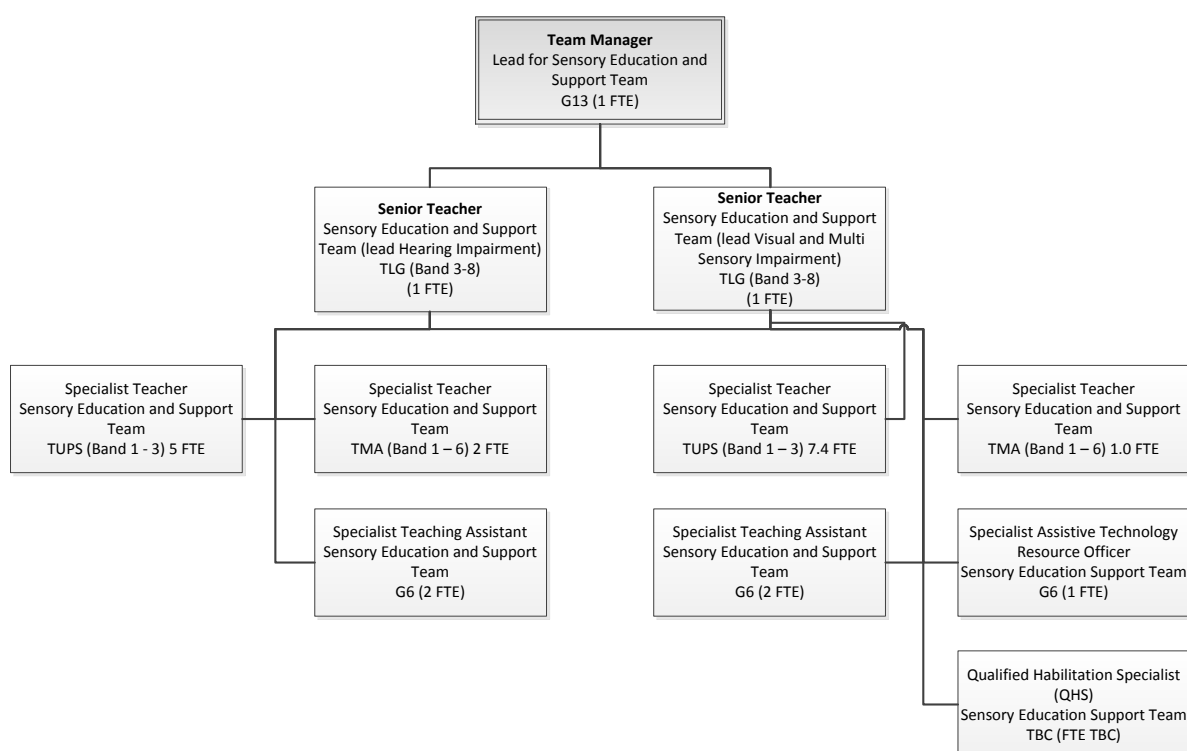 Team Manager
Lead for Sensory Education and
Support Team
G13 (1 FTE)
Senior Teacher
Sensory Education and Support
Team (lead Hearing Impairment)
TLG (Band 3-8)
(1 FTE)
Senior Teacher
Sensory Education and Support
Team (lead Visual and Multi
Sensory Impairment)
TLG (Band 3-8)
(1 FTE)
Specialist Teacher
Sensory Education and Support
Team
TUPS (Band 1 - 3) 5 FTE
Specialist Teacher
Sensory Education and Support
Team
TMA (Band 1 – 6) 2 FTE
Specialist Teacher
Sensory Education and Support
Team
TUPS (Band 1 – 3) 7.4 FTE
Specialist Teacher
Sensory Education and Support
Team
TMA (Band 1 – 6) 1.0 FTE
Specialist Teaching Assistant
Sensory Education and Support
Team
G6 (2 FTE)
Specialist Teaching Assistant
Sensory Education and Support
Team
G6 (2 FTE)
Specialist Assistive Technology
Resource Officer
Sensory Education Support Team
G6 (1 FTE)
Qualified Habilitation Specialist
(QHS)
Sensory Education Support Team
TBC (FTE TBC)